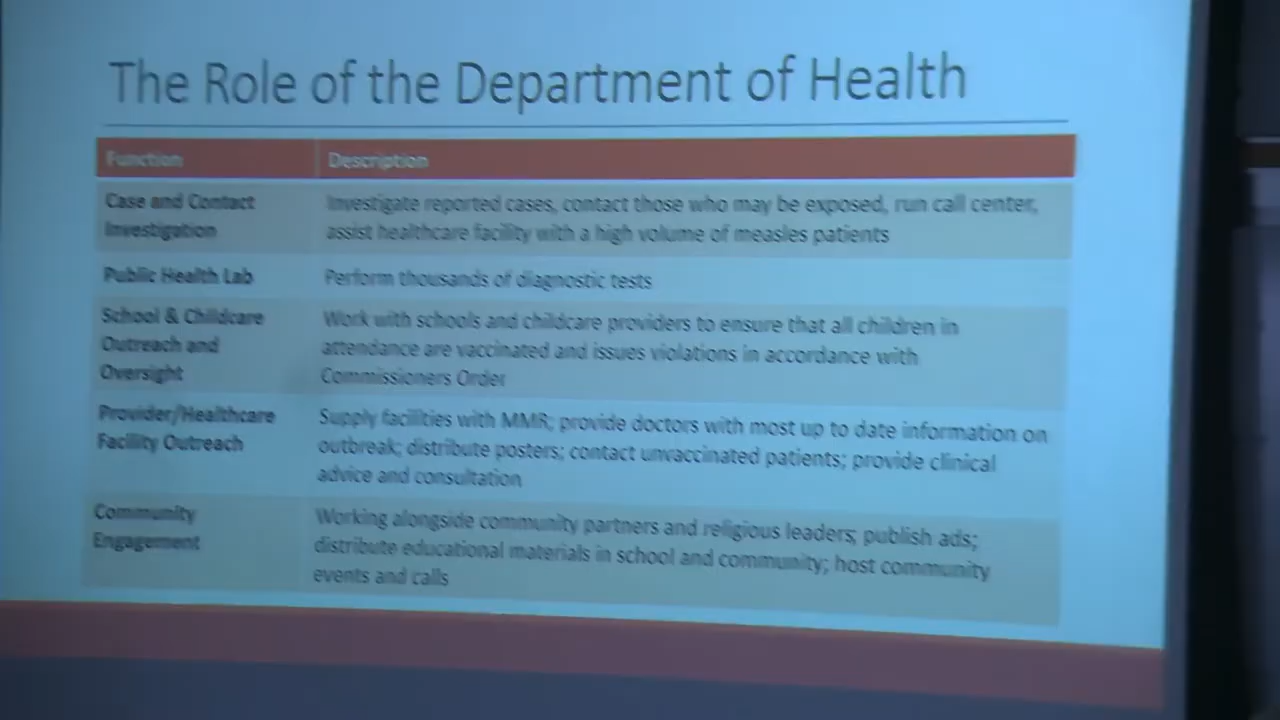 The Role of the Department of Health
Function
Description
Case and Contact
Investigation
Investigate reported cases, contact those who may be exposed, run call center,
assist healthcare facility with a high volume of measles patients
Public Health Lab
Perform thousands of diagnostic tests
School & Childcare
Outreach and
Oversight
Work with schools and childcare providers to ensure that all children in
attendance are vaccinated and issues violations in accordance with
Commissioners Order
Provider/Healthcare
Facility Outreach
Supply facilities with MMR; provide doctors with most up to date information on
outbreak; distribute posters; contact unvaccinated patients; provide clinical
advice and consultation
Community
Engagement
Working alongside community partners and religious leaders; publish ads;
distribute educational materials in school and community; host community
events and calls